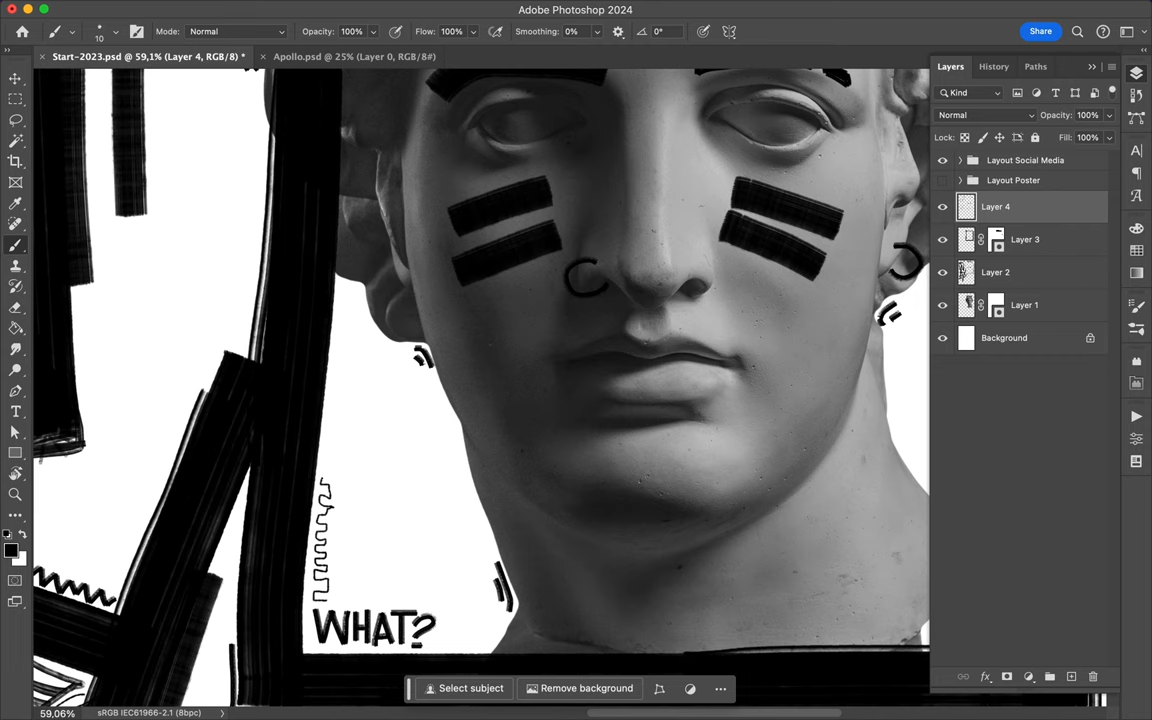 Adobe Photoshop 2024
10
Mode: Normal
Opacity: 100%
Flow: 100%
Smoothing: 0%
0°
Share
Start-2023.psd @ 59,1% (Layer 4, RGB/8) *
Apollo.psd @ 25% (Layer 0, RGB/8#)
Layers
History
Paths
Kind
Normal
Opacity: 100%
Lock:
Fill: 100%
Layout Social Media
Layout Poster
Layer 4
Layer 3
Layer 2
Layer 1
Background
WHAT?
Select subject
Remove background
59,06%
sRGB IEC61966-2.1 (8bpc)